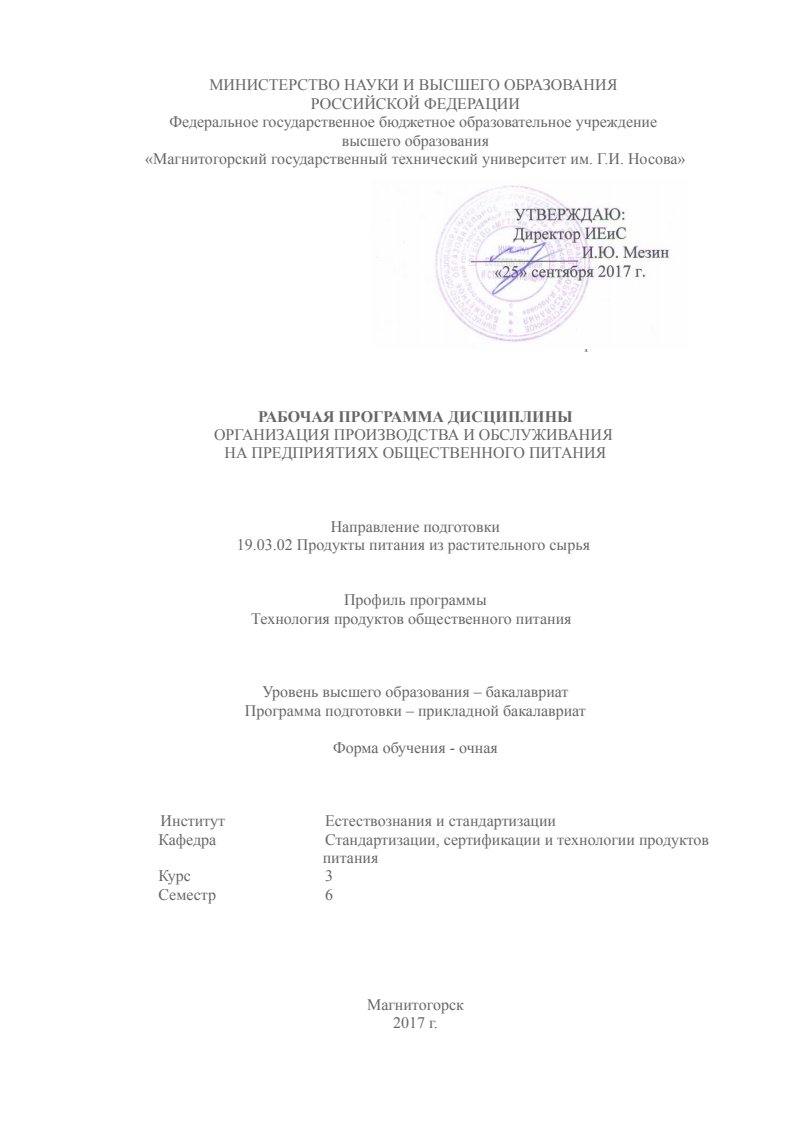 МИНИСТЕРСТВО НАУКИ И ВЫСШЕГО ОБРАЗОВАНИЯ
РОССИЙСКОЙ ФЕДЕРАЦИИ
Федеральное государственное бюджетное образовательное учреждение
высшего образования
«Магнитогорский государственный технический университет им. Г.И. Носова»
УТВЕРЖДАЮ:
Директор ИЕиС
И.Ю. Мезин
«25» сентября 2017 г.
РАБОЧАЯ ПРОГРАММА ДИСЦИПЛИНЫ
ОРГАНИЗАЦИЯ ПРОИЗВОДСТВА И ОБСЛУЖИВАНИЯ
НА ПРЕДПРИЯТИЯХ ОБЩЕСТВЕННОГО ПИТАНИЯ
Направление подготовки
19.03.02 Продукты питания из растительного сырья
Профиль программы
Технология продуктов общественного питания
Уровень высшего образования – бакалавриат
Программа подготовки – прикладной бакалавриат
Форма обучения - очная
Институт Естествознания и стандартизации
Кафедра Стандартизации, сертификации и технологии продуктов
питания
Курс 3
Семестр 6
Магнитогорск
2017 г.